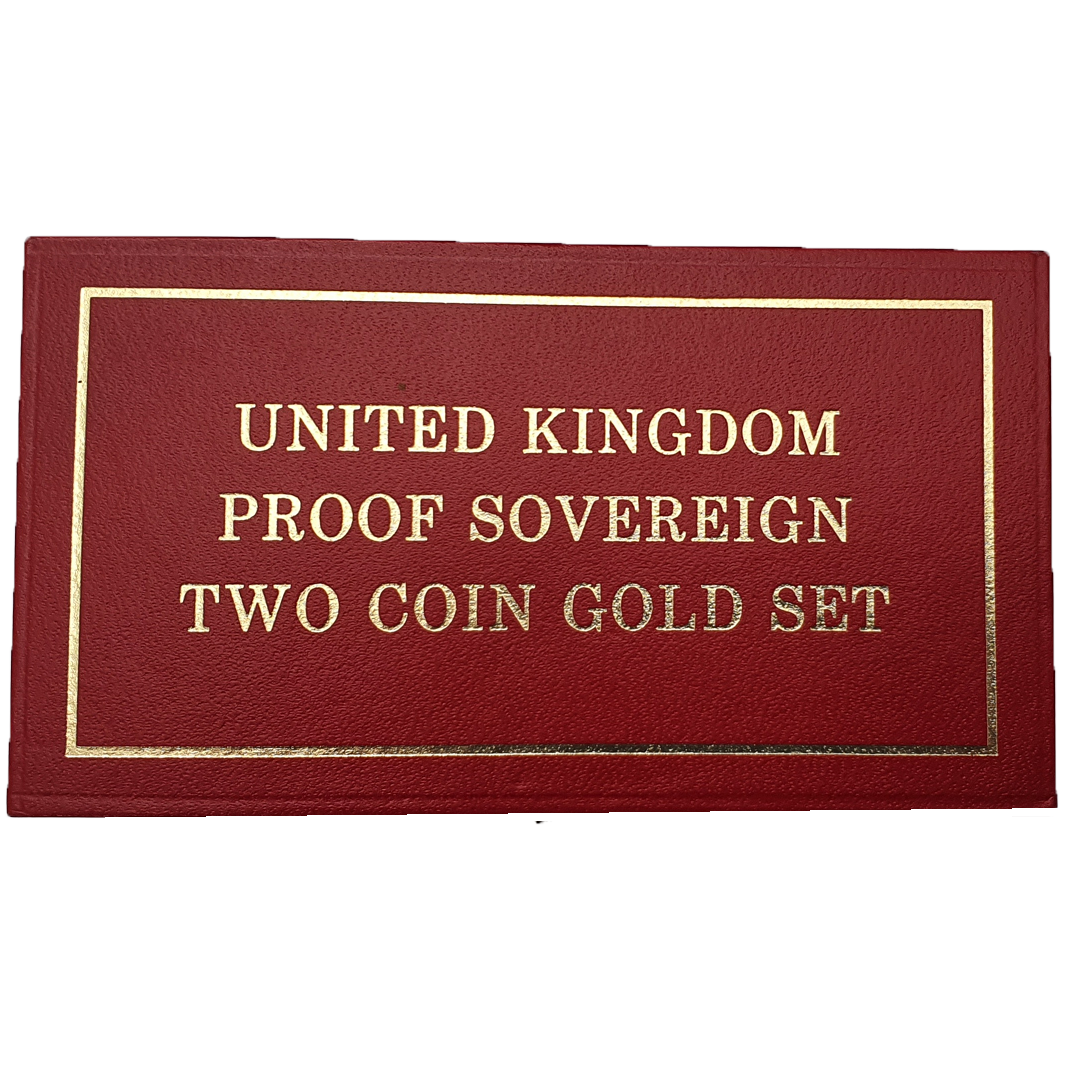 UNITED KINGDOM
PROOF SOVEREIGN
TWO COIN GOLD SET